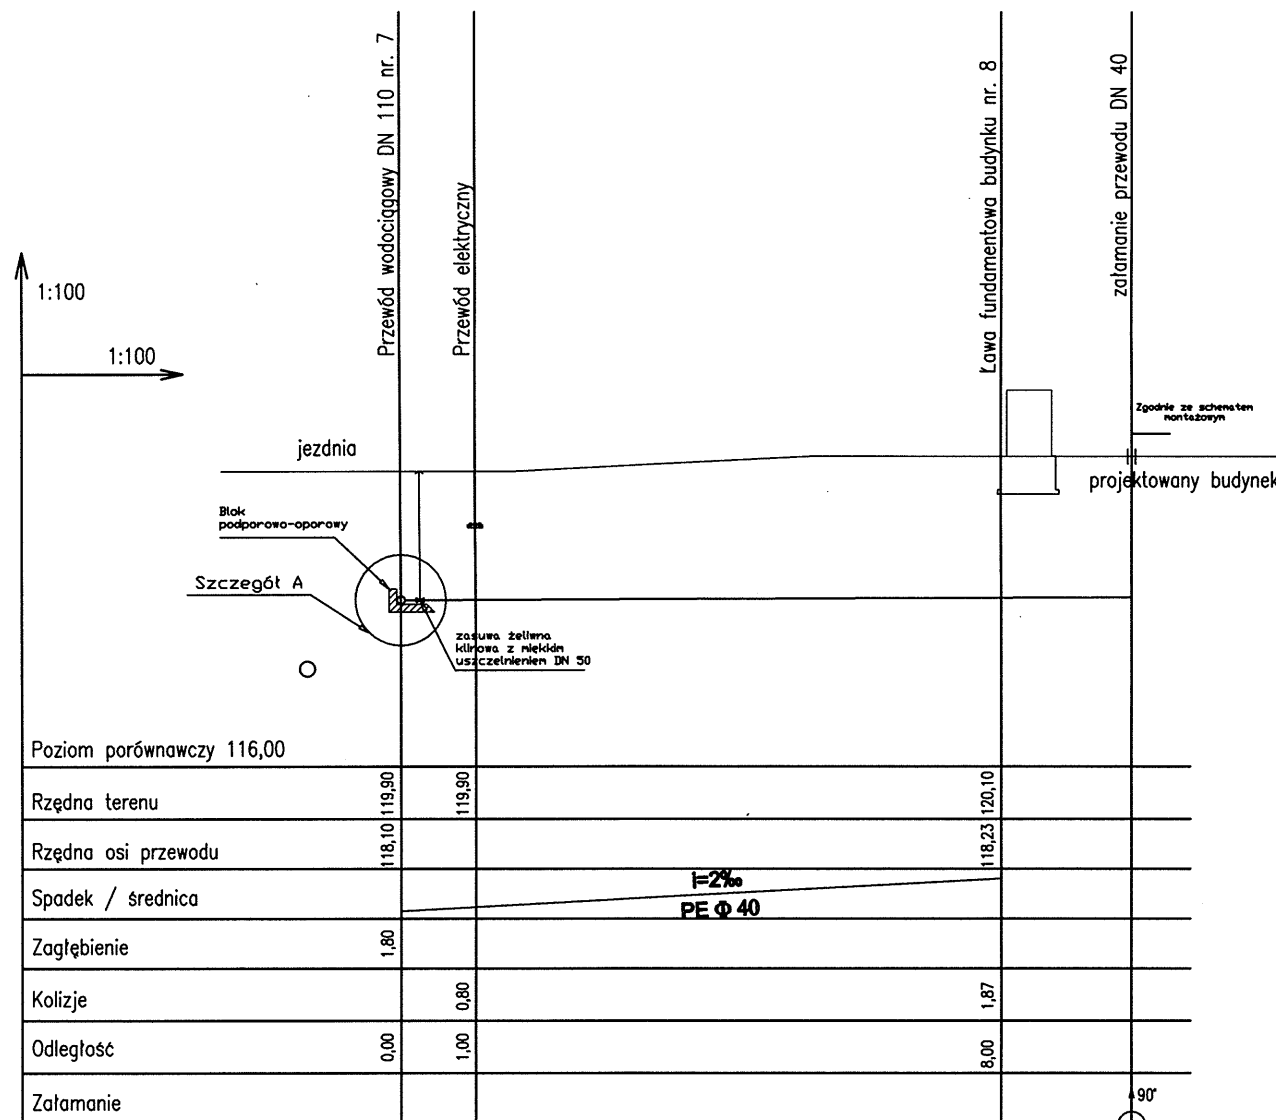 Przewód wodociągowy DN 110 nr. 7
Przewód elektryczny
Ława fundamentowa budynku nr. 8
załamanie przewodu DN 40
1:100
1:100
Zgodnie ze schematem
montażowym
jezdnia
projektowany budynek
Blok
podporowo-oporowy
Szczegół A
zasuwa żeliwna
klinowa z miękkim
uszczelnieniem DN 50
Poziom porównawczy 116,00
Rzędna terenu 119,90 119,90 120,10
Rzędna osi przewodu 118,10 118,23
Spadek / średnica
i=2‰
PE Φ 40
Zagłębienie 1,80
Kolizje 0,80 1,87
Odległość 0,00 1,00 8,00
Załamanie 90°